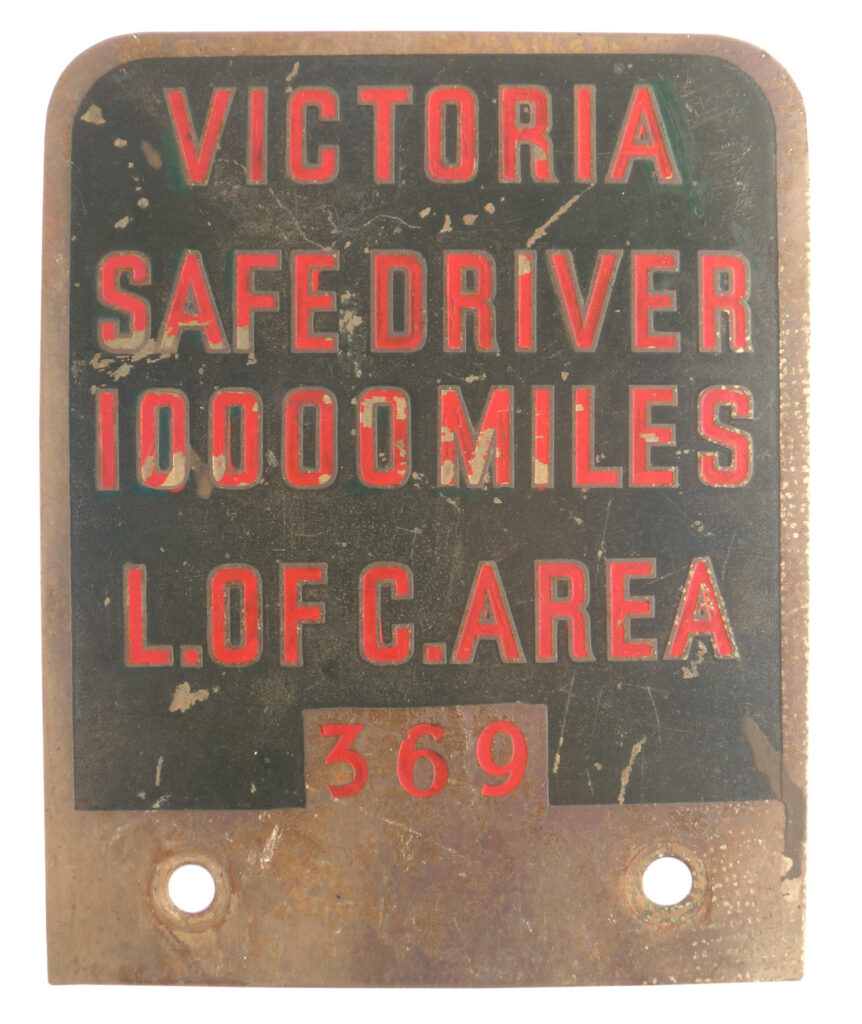 VICTORIA
SAFE DRIVER
10000 MILES
L.OF C.AREA
369